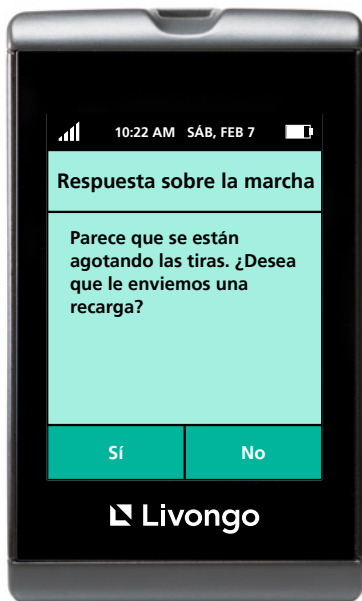 10:22 AM SÁB, FEB 7
Respuesta sobre la marcha
Parece que se están
agotando las tiras. ¿Desea
que le enviemos una
recarga?
Sí No
Livongo